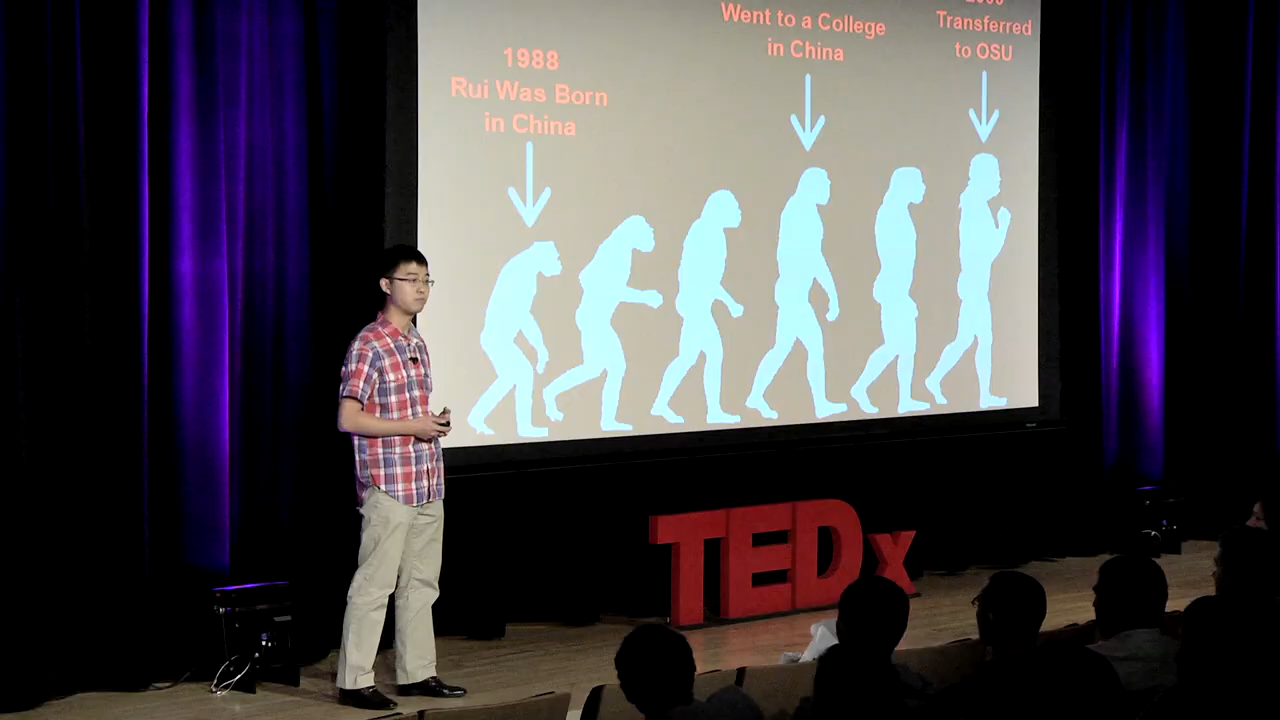 1988
Rui Was Born
in China
Went to a College
in China
Transferred
to OSU
TEDx